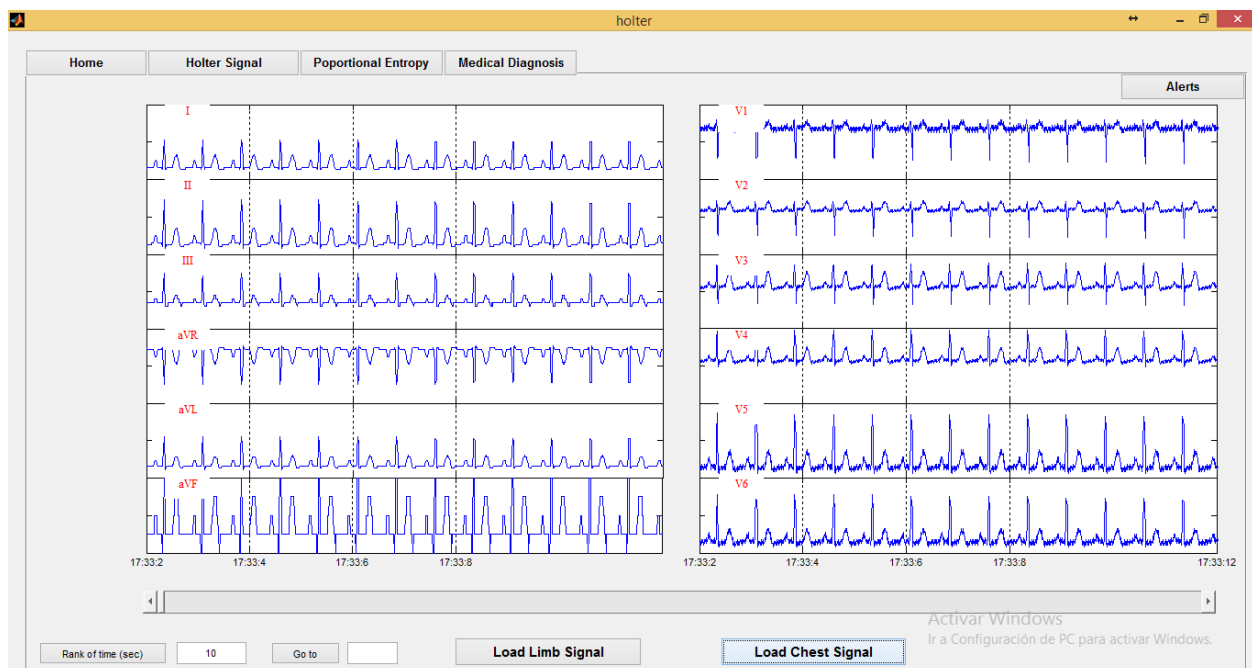 holter
Home Holter Signal Poportional Entropy Medical Diagnosis
Alerts
I
II
III
aVR
aVL
aVF
17:33:2 17:33:4 17:33:6 17:33:8
V1
V2
V3
V4
V5
V6
17:33:2 17:33:4 17:33:6 17:33:8 17:33:12
Activar Windows
Ir a Configuración de PC para activar Windows.
Rank of time (sec) 10 Go to Load Limb Signal Load Chest Signal